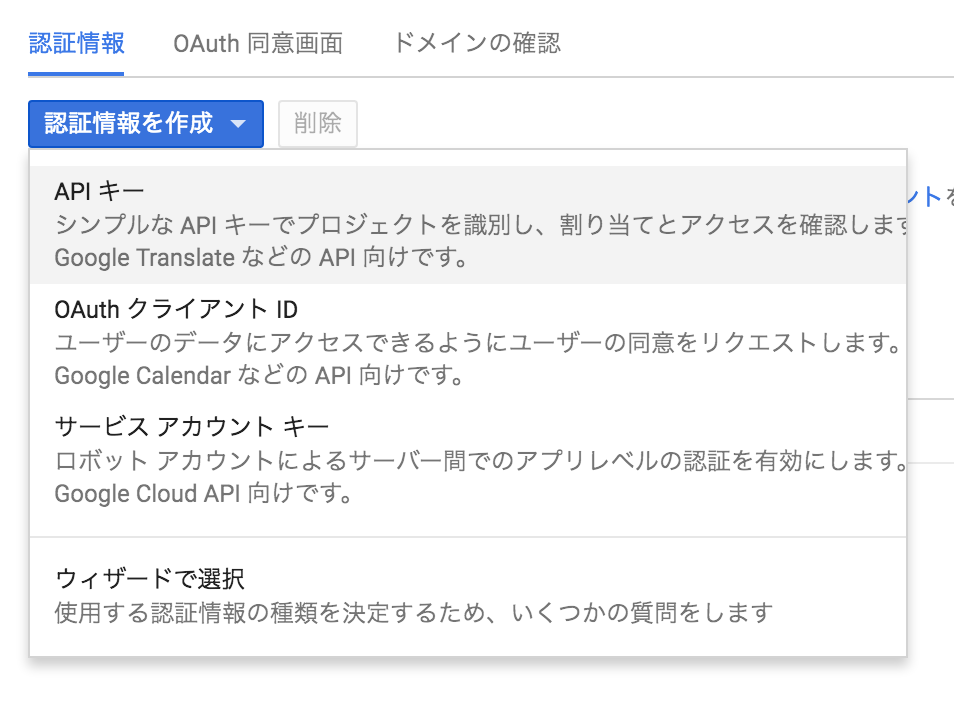 認証情報 OAuth 同意画面 ドメインの確認
認証情報を作成 削除
API キー
シンプルな API キーでプロジェクトを識別し、割り当てとアクセスを確認します
Google Translate などの API 向けです。
OAuth クライアント ID
ユーザーのデータにアクセスできるようにユーザーの同意をリクエストします。
Google Calendar などの API 向けです。
サービス アカウント キー
ロボット アカウントによるサーバー間でのアプリレベルの認証を有効にします。
Google Cloud API 向けです。
ウィザードで選択
使用する認証情報の種類を決定するため、いくつかの質問をします